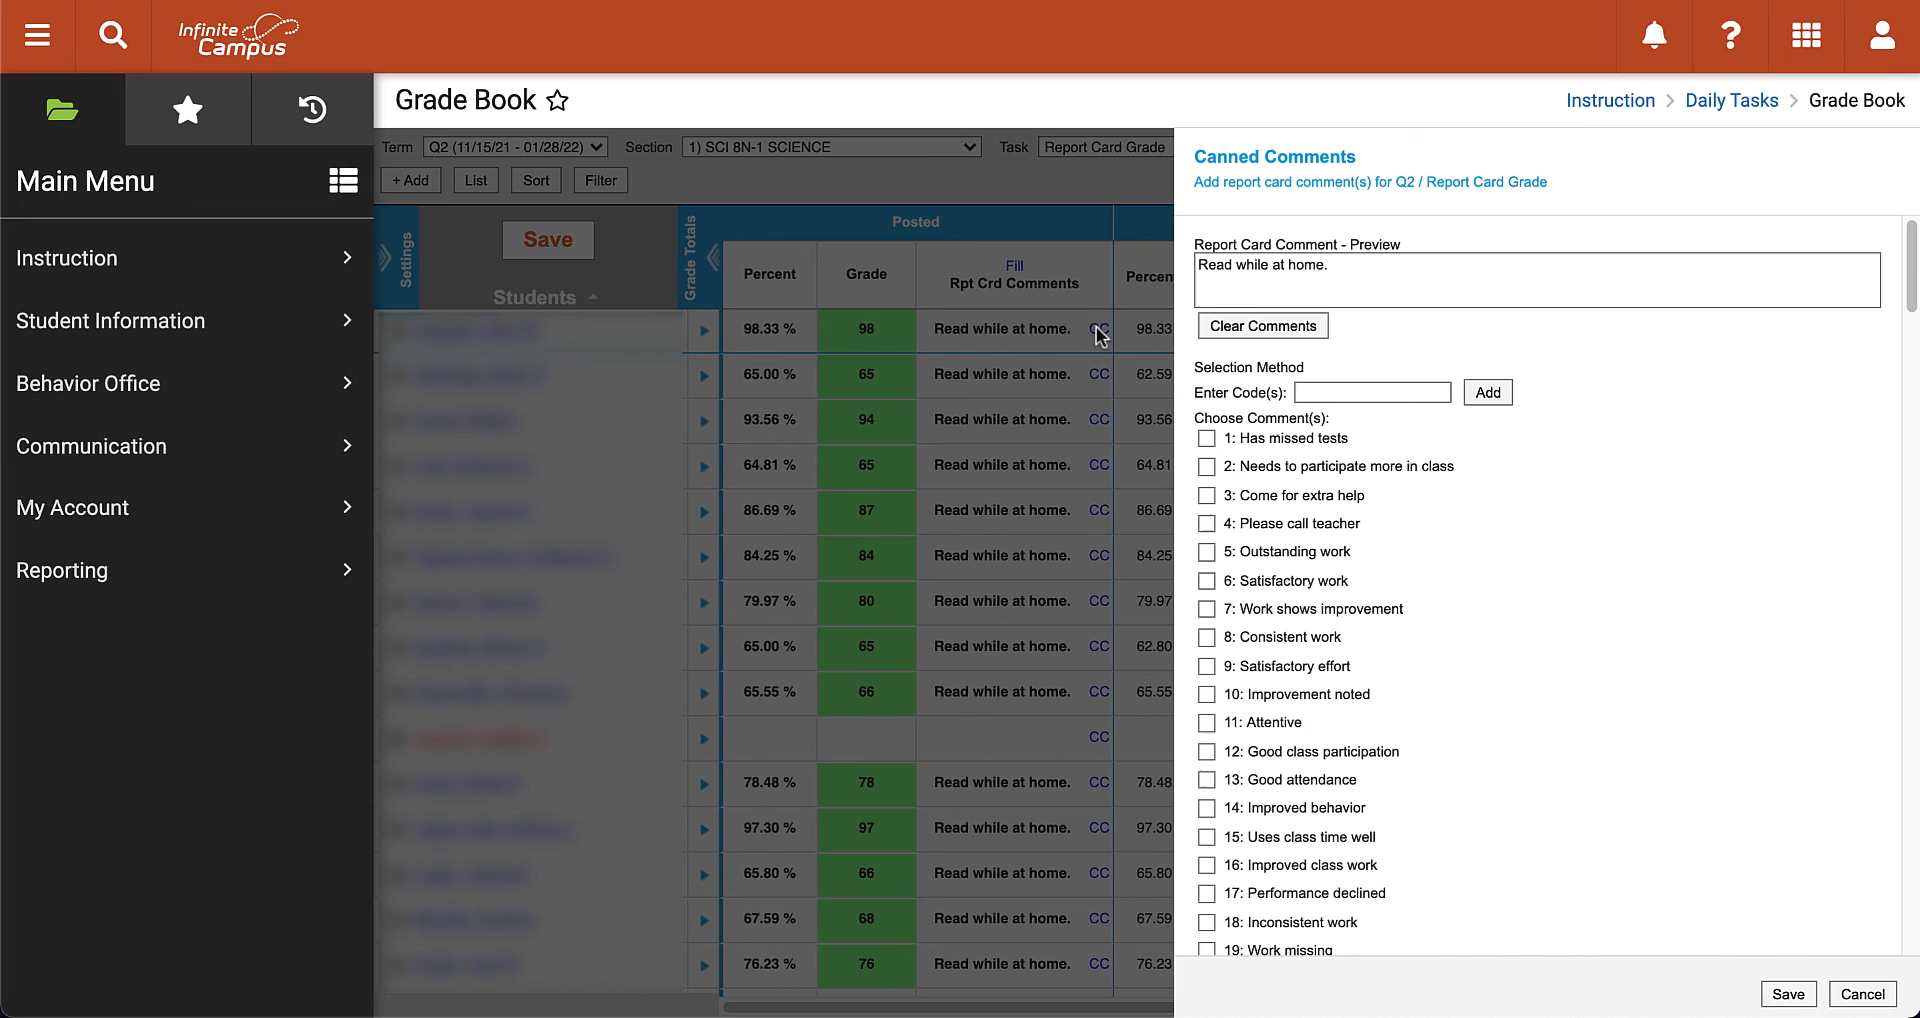 Infinite Campus
Grade Book
Instruction > Daily Tasks > Grade Book
Main Menu
Instruction
Student Information
Behavior Office
Communication
My Account
Reporting
Term Q2 (11/15/21 - 01/28/22) Section 1) SCI 8N-1 SCIENCE Task Report Card Grade
+ Add List Sort Filter
Settings
Save
Students
Grade Totals
Posted
Percent Grade Fill Rpt Crd Comments Percen
98.33 % 98 Read while at home. CC 98.33
65.00 % 65 Read while at home. CC 62.59
93.56 % 94 Read while at home. CC 93.56
64.81 % 65 Read while at home. CC 64.81
86.69 % 87 Read while at home. CC 86.69
84.25 % 84 Read while at home. CC 84.25
79.97 % 80 Read while at home. CC 79.97
65.00 % 65 Read while at home. CC 62.80
65.55 % 66 Read while at home. CC 65.55
CC
78.48 % 78 Read while at home. CC 78.48
97.30 % 97 Read while at home. CC 97.30
65.80 % 66 Read while at home. CC 65.80
67.59 % 68 Read while at home. CC 67.59
76.23 % 76 Read while at home. CC 76.23
Canned Comments
Add report card comment(s) for Q2 / Report Card Grade
Report Card Comment - Preview
Read while at home.
Clear Comments
Selection Method
Enter Code(s): Add
Choose Comment(s):
1: Has missed tests
2: Needs to participate more in class
3: Come for extra help
4: Please call teacher
5: Outstanding work
6: Satisfactory work
7: Work shows improvement
8: Consistent work
9: Satisfactory effort
10: Improvement noted
11: Attentive
12: Good class participation
13: Good attendance
14: Improved behavior
15: Uses class time well
16: Improved class work
17: Performance declined
18: Inconsistent work
19: Work missing
Save Cancel